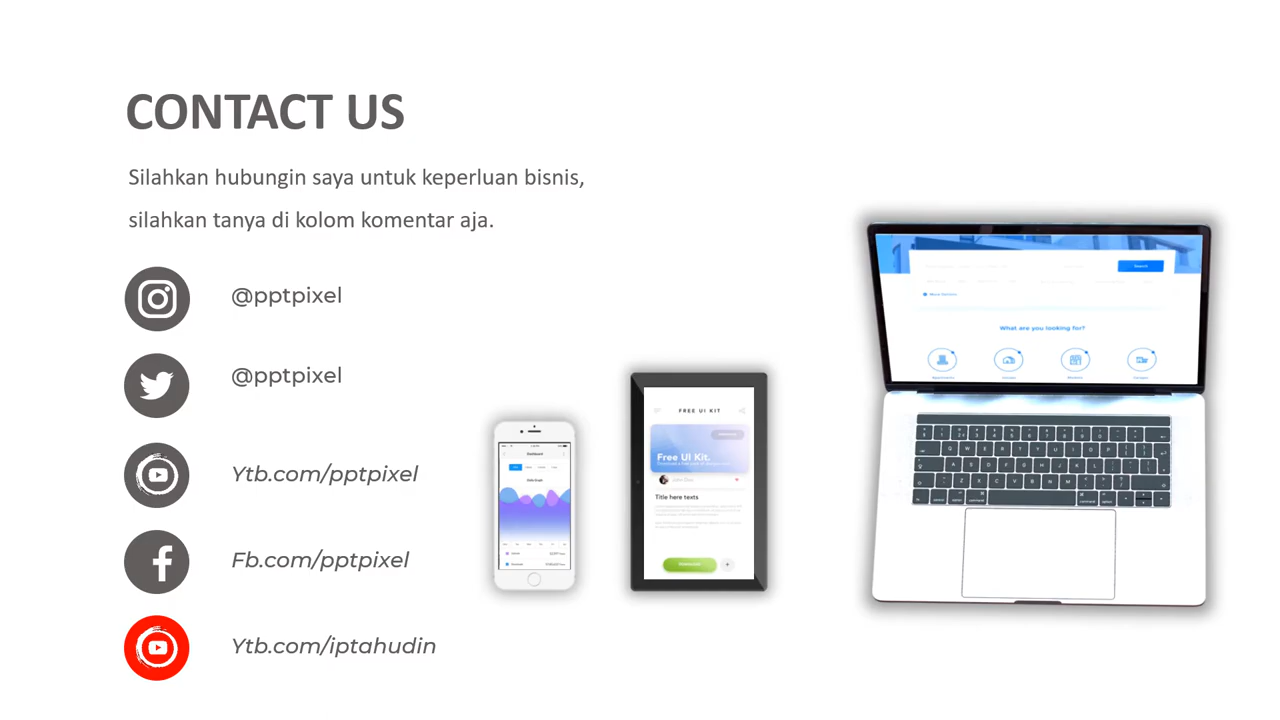 CONTACT US
Silahkan hubungin saya untuk keperluan bisnis,
silahkan tanya di kolom komentar aja.
@pptpixel
@pptpixel
Ytb.com/pptpixel
Fb.com/pptpixel
Ytb.com/iptahudin
Dashboard
FREE UI KIT
Free UI Kit.
Title here texts
Search
What are you looking for?